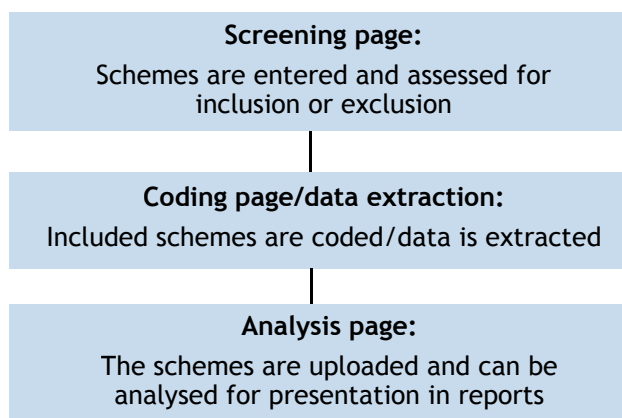 Screening page:
Schemes are entered and assessed for
inclusion or exclusion
Coding page/data extraction:
Included schemes are coded/data is extracted
Analysis page:
The schemes are uploaded and can be
analysed for presentation in reports